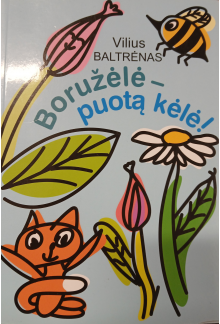 Vilius
BALTRĖNAS
Boružėlė –
puotą kėlė!